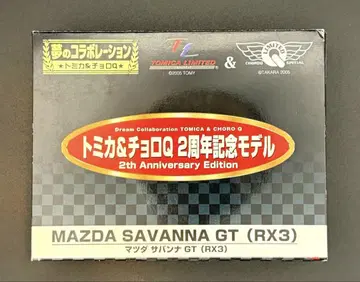 夢のコラボレーション
★トミカ&チョロQ★
TOMICA LIMITED
©2005 TOMY
&
©TAKARA 2005
Dream Collaboration TOMICA & CHORO Q
トミカ&チョロQ 2周年記念モデル
2th Anniversary Edition
MAZDA SAVANNA GT (RX3)
マツダ サバンナ GT (RX3)